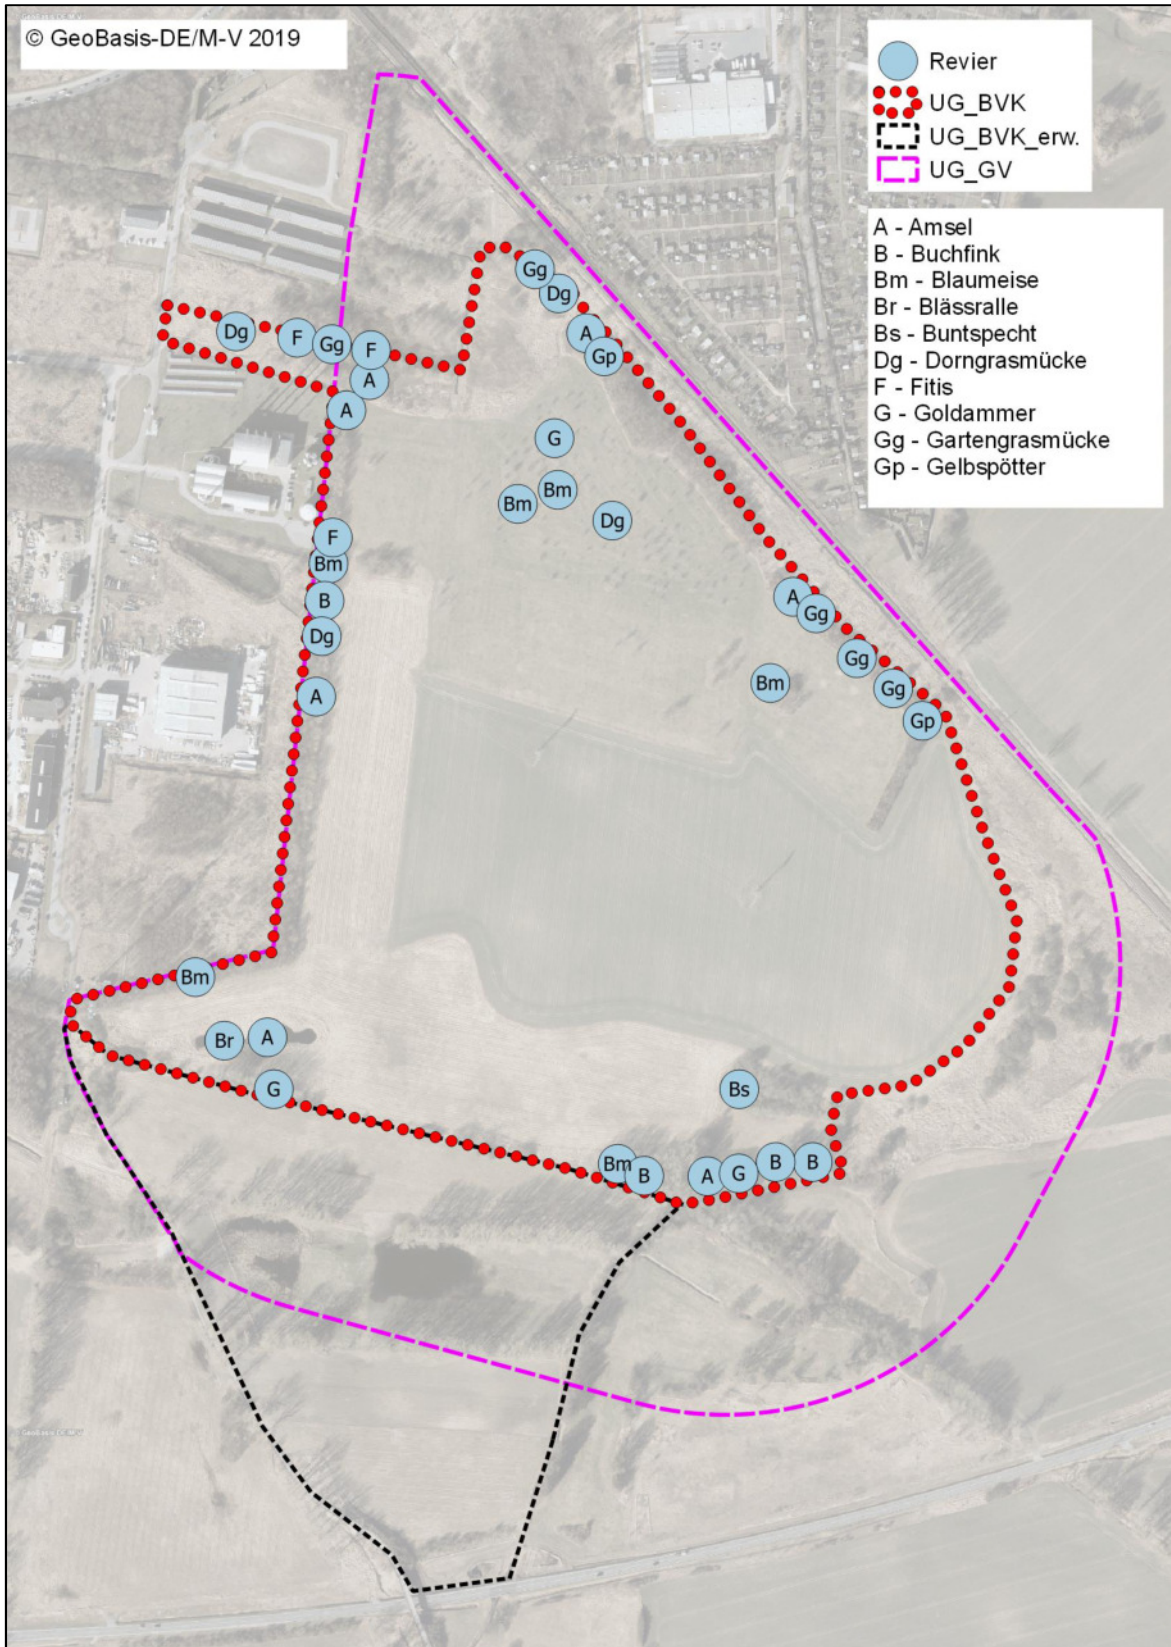 © GeoBasis-DE/M-V 2019
Revier
UG_BVK
UG_BVK_erw.
UG_GV
A - Amsel
B - Buchfink
Bm - Blaumeise
Br - Blässralle
Bs - Buntspecht
Dg - Dorngrasmücke
F - Fitis
G - Goldammer
Gg - Gartengrasmücke
Gp - Gelbspötter
Gg
Dg
A
Gp
Dg
F
Gg
F
A
A
G
Bm
Bm
Dg
F
Bm
B
Dg
A
A
Gg
Gg
Gg
Gp
Bm
Bm
Br
A
G
Bs
Bm
B
A
G
B
B
GeoBasis-DE/M-V